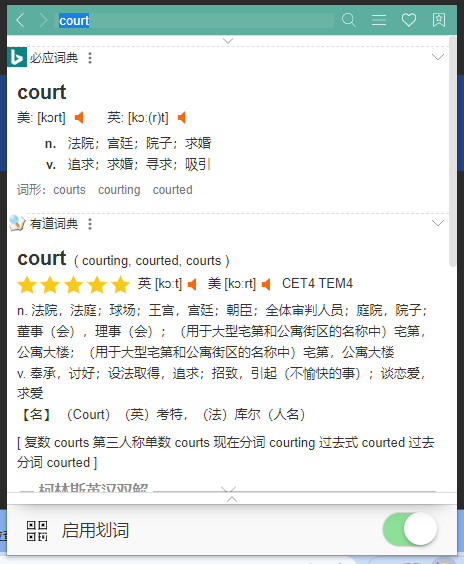 court
必应词典
court
美: [kɔrt] 英: [kɔ:(r)t]
n. 法院；宫廷；院子；求婚
v. 追求；求婚；寻求；吸引
词形： courts courting courted
有道词典
court ( courting, courted, courts )
英 [kɔːt] 美 [kɔːrt] CET4 TEM4
n. 法院，法庭；球场；王宫，宫廷；朝臣；全体审判人员；庭院，院子；
董事（会），理事（会）；（用于大型宅第和公寓街区的名称中）宅第，
公寓大楼；（用于大型宅第和公寓街区的名称中）宅第，公寓大楼
v. 奉承，讨好；设法取得，追求；招致，引起（不愉快的事）；谈恋爱，
求爱
【名】 （Court）（英）考特，（法）库尔（人名）
[ 复数 courts 第三人称单数 courts 现在分词 courting 过去式 courted 过去
分词 courted ]
柯林斯英汉双解
启用划词